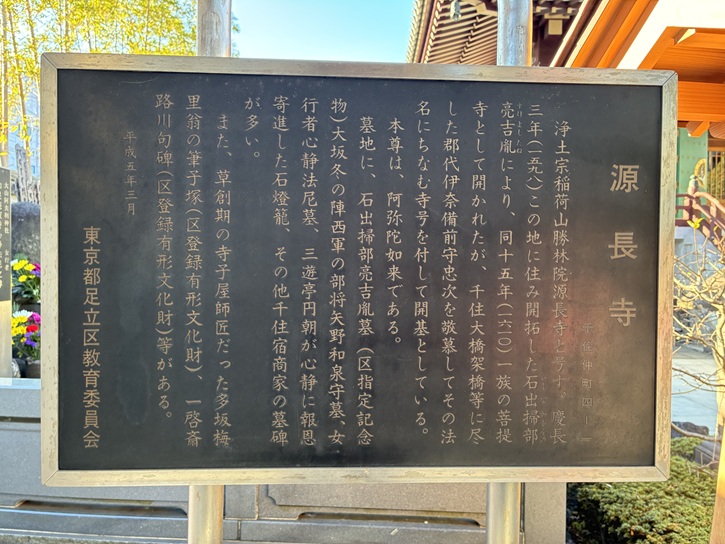 源長寺
千住仲町四ー一
浄土宗稲荷山勝林院源長寺と号す。慶長
三年(一五九八)この地に住み開拓した石出掃部
亮吉胤により、同十五年(一六一〇)一族の菩提
寺として開かれたが、千住大橋架橋等に尽
した郡代伊奈備前守忠次を敬慕してその法
名にちなむ寺号を付して開基としている。
本尊は、阿弥陀如来である。
墓地に、石出掃部亮吉胤墓(区指定記念
物)大坂冬の陣西軍の部将矢野和泉守墓、女
行者心静法尼墓、三遊亭円朝が心静に報恩
寄進した石燈籠、その他千住宿商家の墓碑
が多い。
また、草創期の寺子屋師匠だった多坂梅
里翁の筆子塚(区登録有形文化財)、一啓斎
路川句碑(区登録有形文化財)等がある。
平成五年三月
東京都足立区教育委員会